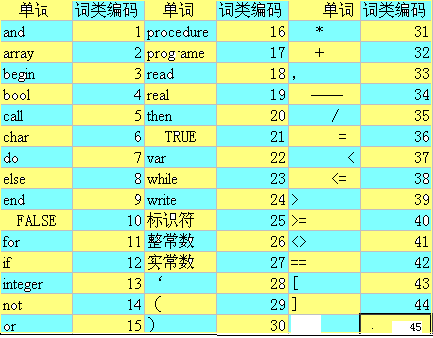 单词 词类编码 单词 词类编码 单词 词类编码
and 1 procedure 16 * 31
array 2 programe 17 + 32
begin 3 read 18 , 33
bool 4 real 19 —— 34
call 5 then 20 / 35
char 6 TRUE 21 = 36
do 7 var 22 < 37
else 8 while 23 <= 38
end 9 write 24 > 39
FALSE 10 标识符 25 >= 40
for 11 整常数 26 <> 41
if 12 实常数 27 == 42
integer 13 ‘ 28 [ 43
not 14 ( 29 ] 44
or 15 ) 30 45